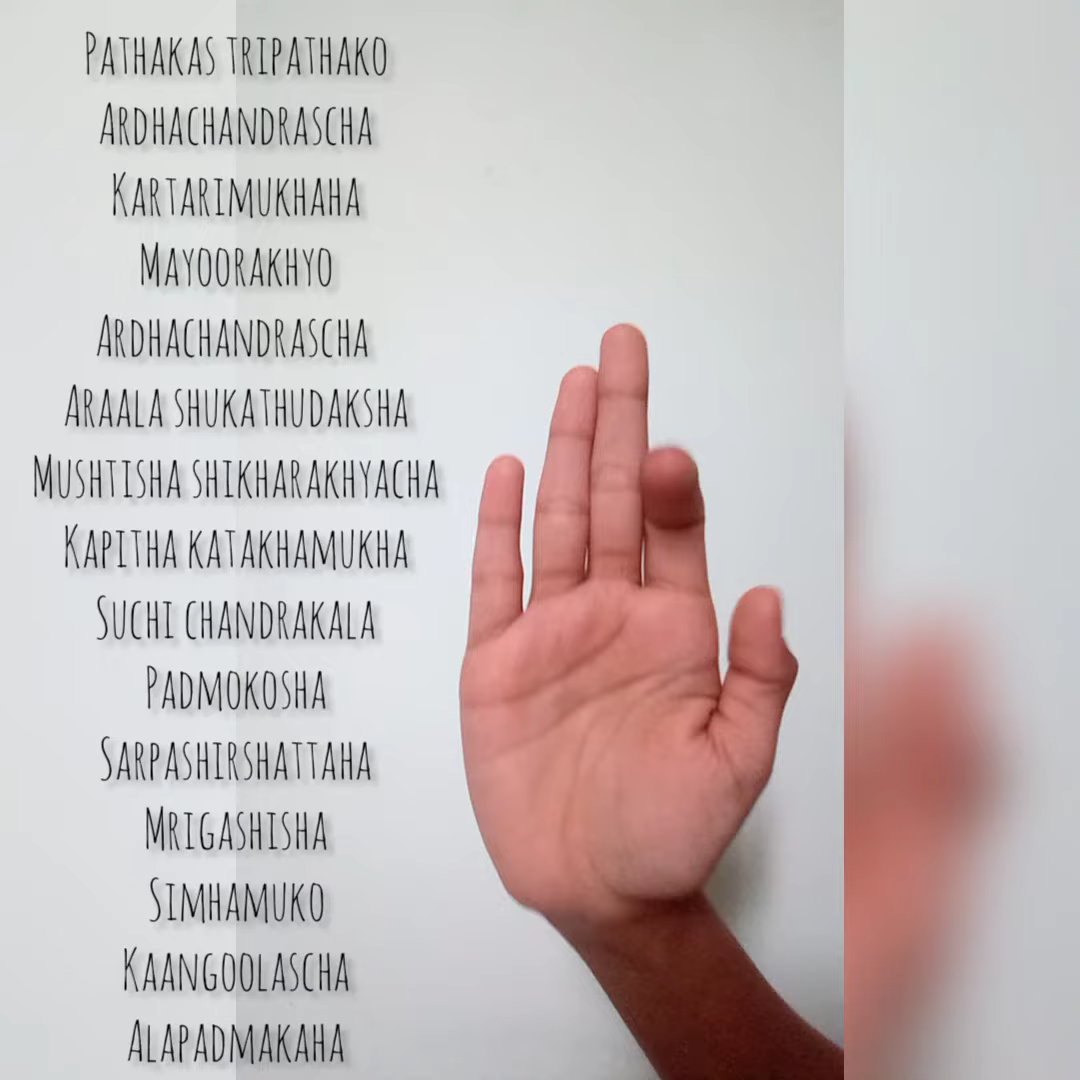 Pathakas tripathako
Ardhachandrascha
Kartarimukhaha
Mayoorakhyo
Ardhachandrascha
Araala shukathudaksha
Mushtisha shikharakhyacha
Kapitha katakhamukha
Suchi chandrakala
Padmokosha
Sarpashirshattaha
Mrigashisha
Simhamuko
Kaangoolascha
Alapadmakaha